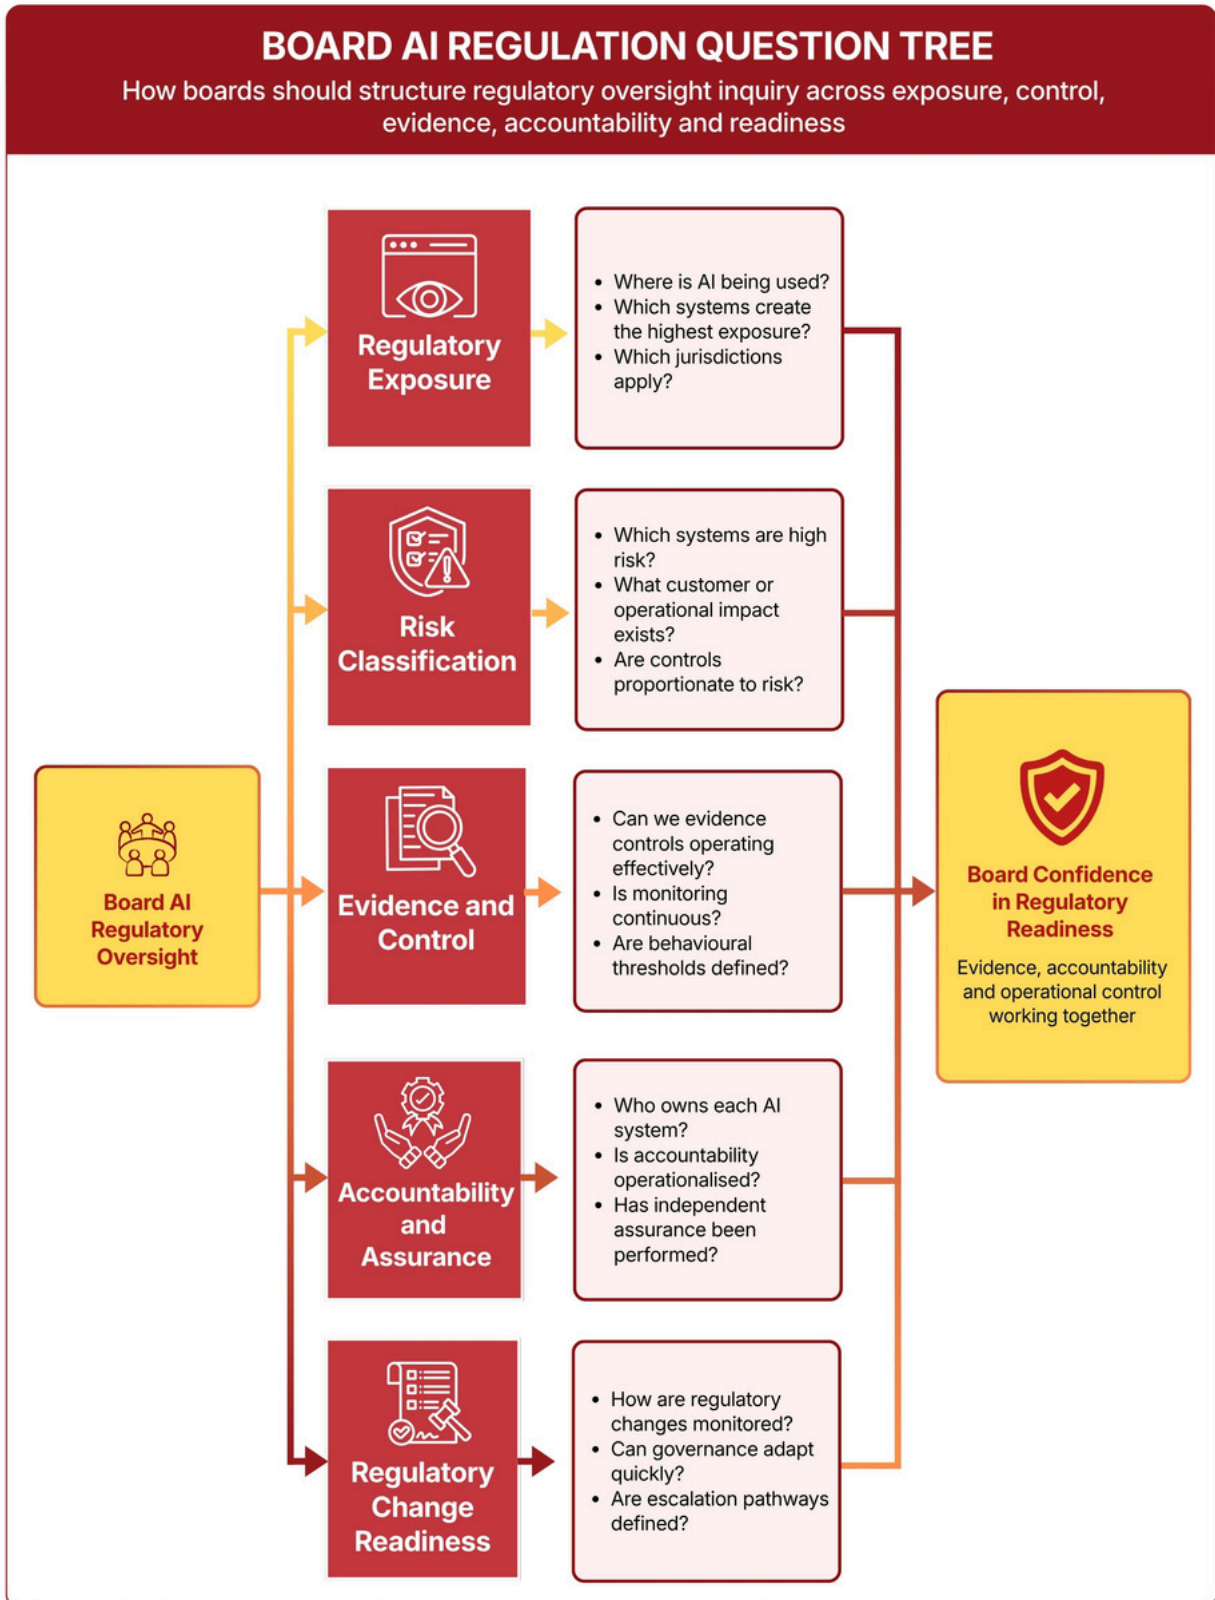 BOARD AI REGULATION QUESTION TREE
How boards should structure regulatory oversight inquiry across exposure, control,
evidence, accountability and readiness
Board AI
Regulatory
Oversight
Regulatory
Exposure
• Where is AI being used?
• Which systems create
the highest exposure?
• Which jurisdictions
apply?
Risk
Classification
• Which systems are high
risk?
• What customer or
operational impact
exists?
• Are controls
proportionate to risk?
Evidence and
Control
• Can we evidence
controls operating
effectively?
• Is monitoring
continuous?
• Are behavioural
thresholds defined?
Accountability
and
Assurance
• Who owns each AI
system?
• Is accountability
operationalised?
• Has independent
assurance been
performed?
Regulatory
Change
Readiness
• How are regulatory
changes monitored?
• Can governance adapt
quickly?
• Are escalation pathways
defined?
Board Confidence
in Regulatory
Readiness
Evidence, accountability
and operational control
working together